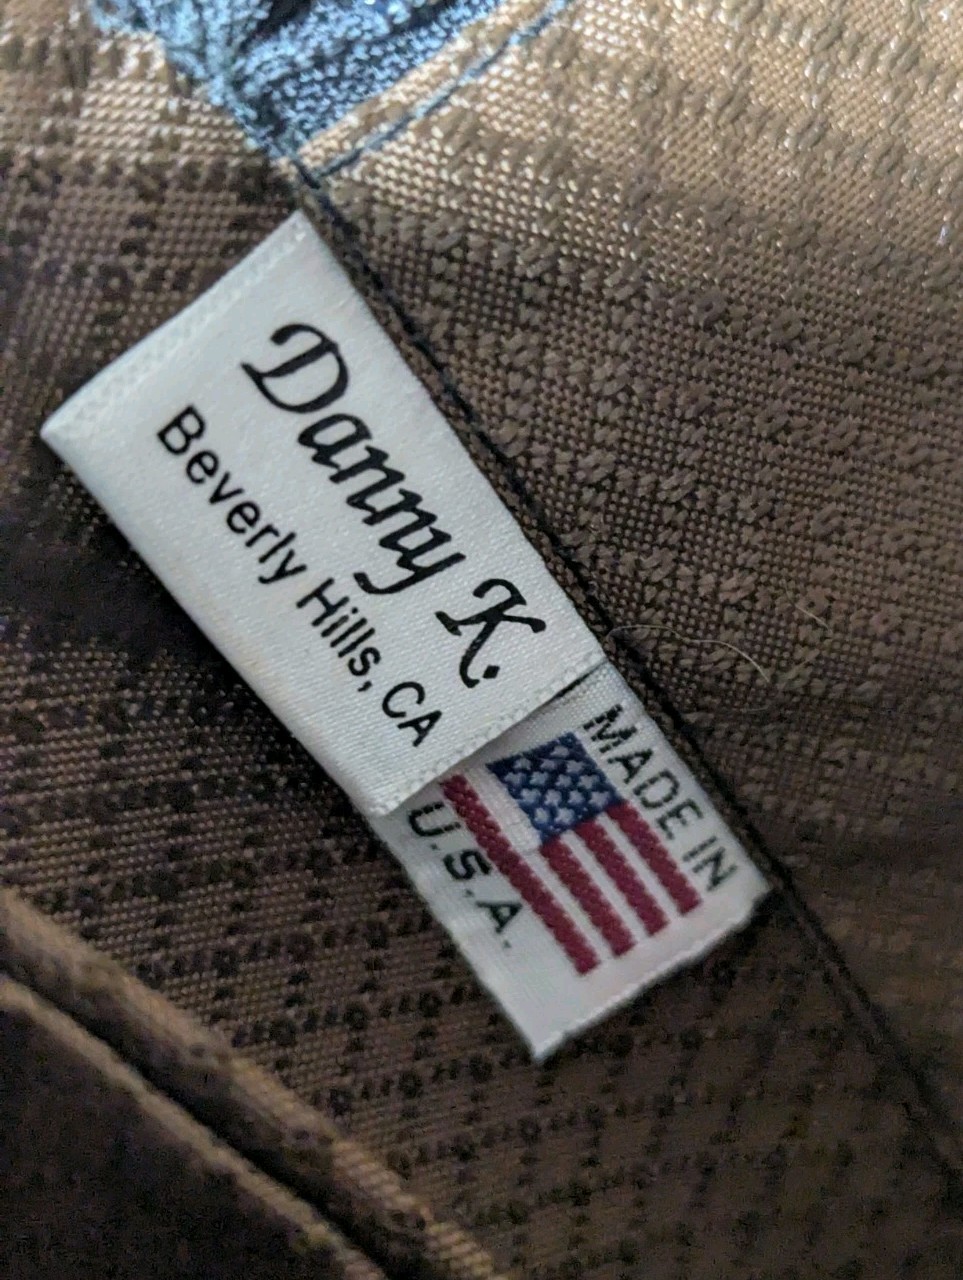 Danny K.
Beverly Hills, CA
MADE IN
U.S.A.